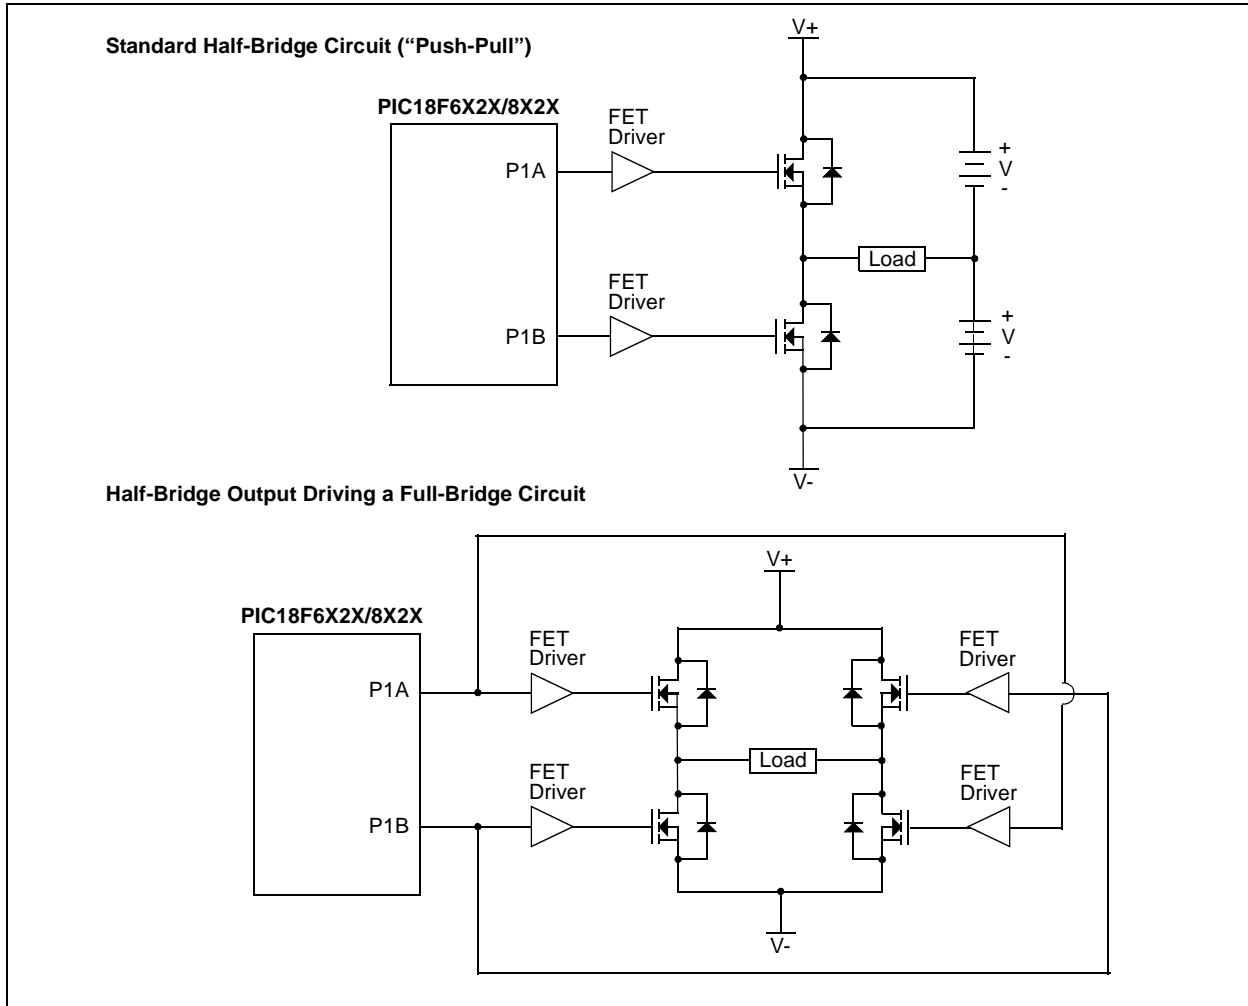 Standard Half-Bridge Circuit (“Push-Pull”)
V+
PIC18F6X2X/8X2X
FET
Driver
P1A
+
V
-
Load
FET
Driver
P1B
+
V
-
V-
Half-Bridge Output Driving a Full-Bridge Circuit
V+
PIC18F6X2X/8X2X
FET
Driver
FET
Driver
P1A
Load
FET
Driver
FET
Driver
P1B
V-